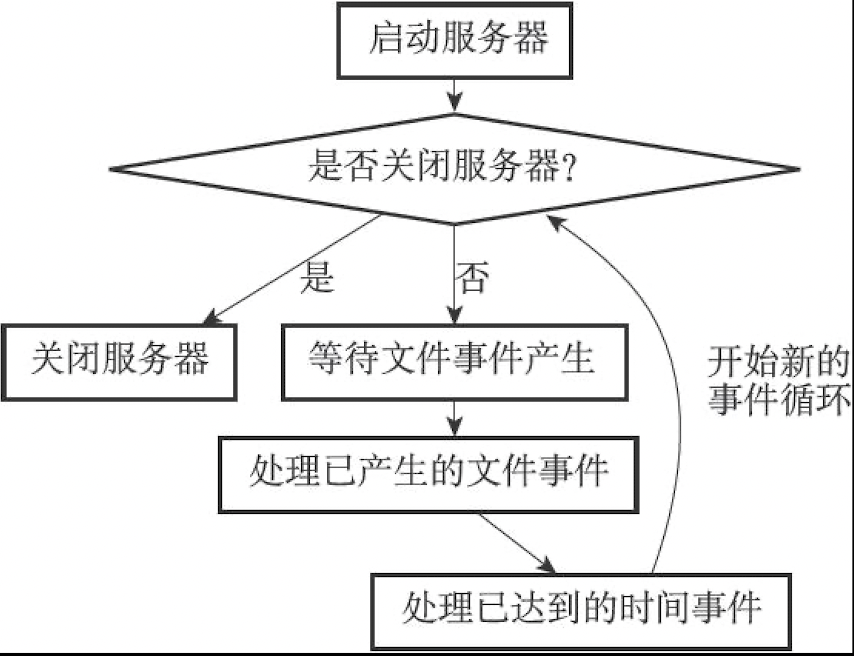 启动服务器
是否关闭服务器?
是
否
关闭服务器
等待文件事件产生
开始新的
事件循环
处理已产生的文件事件
处理已达到的时间事件